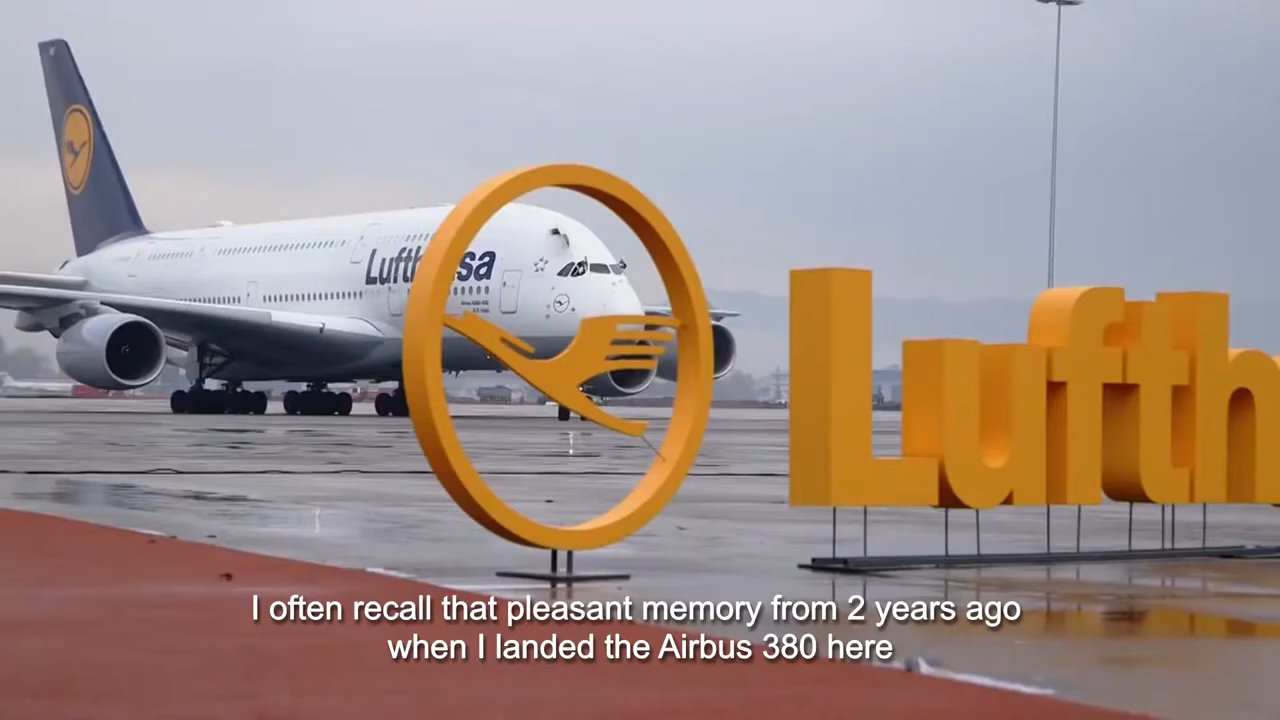 Lufthansa
Lufth
I often recall that pleasant memory from 2 years ago
when I landed the Airbus 380 here